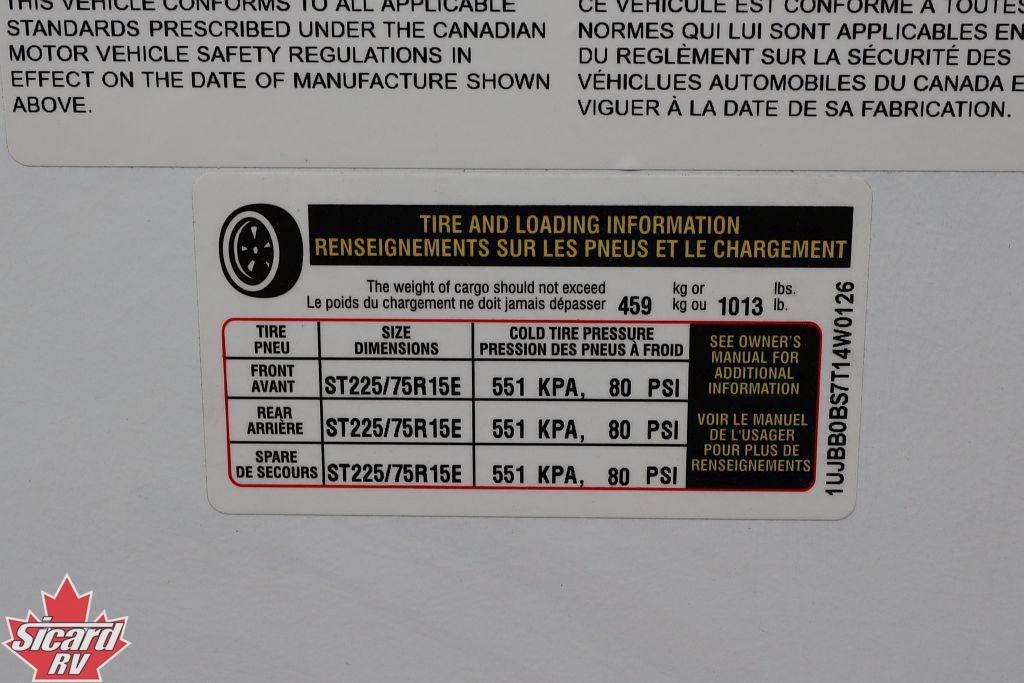 THIS VEHICLE CONFORMS TO ALL APPLICABLE
STANDARDS PRESCRIBED UNDER THE CANADIAN
MOTOR VEHICLE SAFETY REGULATIONS IN
EFFECT ON THE DATE OF MANUFACTURE SHOWN
ABOVE.
CE VÉHICULE EST CONFORME À TOUTES
NORMES QUI LUI SONT APPLICABLES EN
DU REGLÈMENT SUR LA SÉCURITÉ DES
VÉHICLUES AUTOMOBILES DU CANADA E
VIGUER À LA DATE DE SA FABRICATION.
TIRE AND LOADING INFORMATION
RENSEIGNEMENTS SUR LES PNEUS ET LE CHARGEMENT
The weight of cargo should not exceed kg or lbs.
Le poids du chargement ne doit jamais dépasser 459 kg ou 1013 lb.
TIRE SIZE COLD TIRE PRESSURE
PNEU DIMENSIONS PRESSION DES PNEUS À FROID
FRONT
AVANT ST225/75R15E 551 KPA, 80 PSI
REAR
ARRIÈRE ST225/75R15E 551 KPA, 80 PSI
SPARE
DE SECOURS ST225/75R15E 551 KPA, 80 PSI
SEE OWNER'S
MANUAL FOR
ADDITIONAL
INFORMATION
VOIR LE MANUEL
DE L'USAGER
POUR PLUS DE
RENSEIGNEMENTS
1UJBB0BS7T14W0126
Sicard
RV